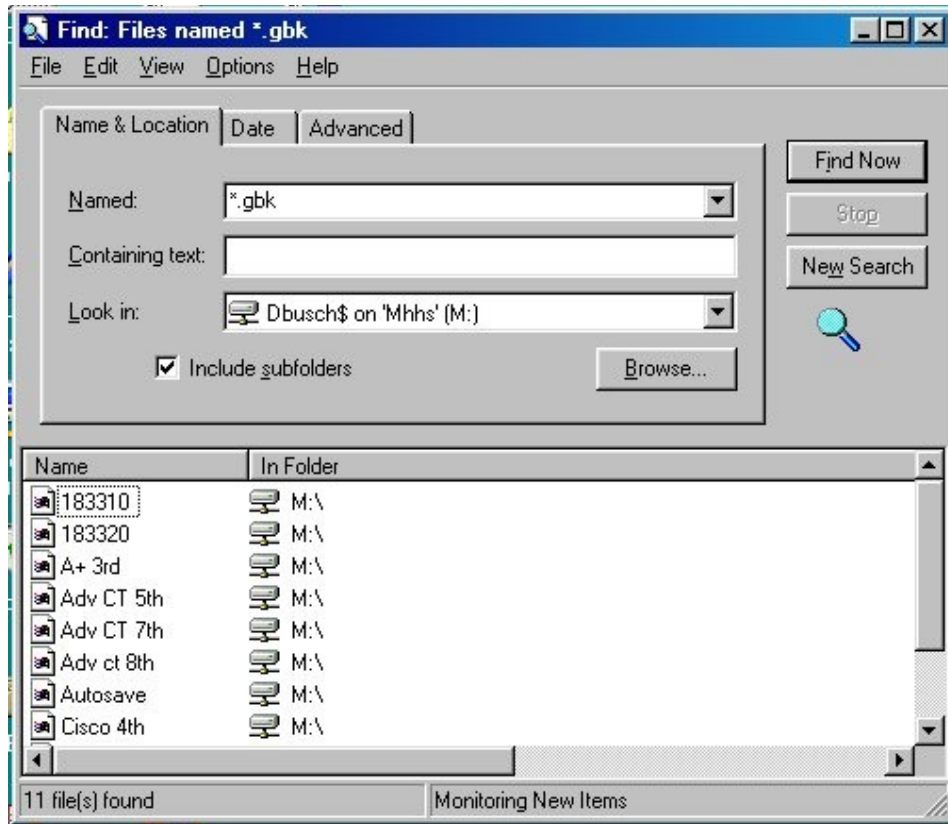 Find: Files named *.gbk
File Edit View Options Help
Name & Location Date Advanced
Named: *.gbk
Containing text:
Look in: Dbusch$ on 'Mhhs' (M:)
Include subfolders
Browse...
Find Now
Stop
New Search
Name In Folder
183310 M:\
183320 M:\
A+ 3rd M:\
Adv CT 5th M:\
Adv CT 7th M:\
Adv ct 8th M:\
Autosave M:\
Cisco 4th M:\
11 file(s) found Monitoring New Items